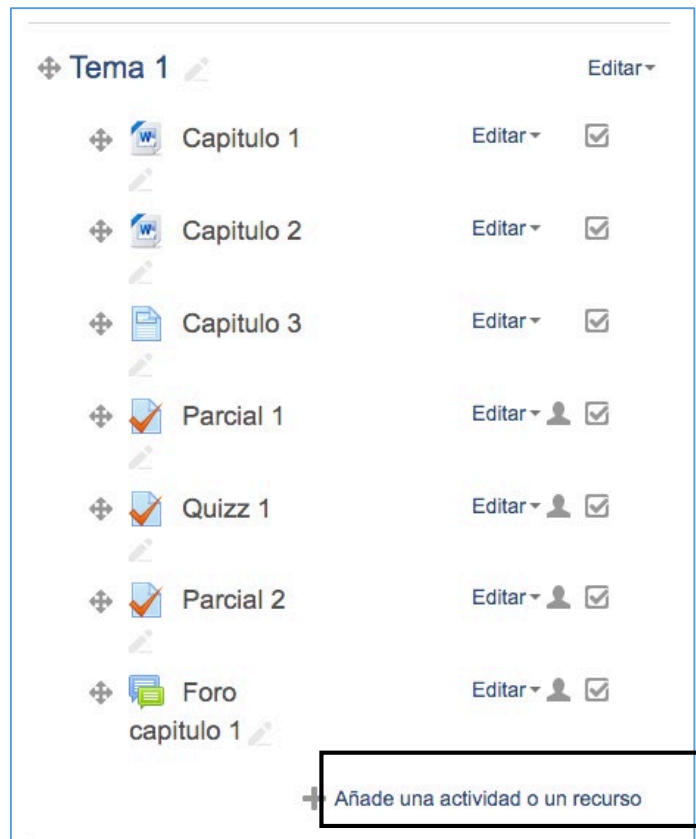 Tema 1 Editar
Capitulo 1 Editar
Capitulo 2 Editar
Capitulo 3 Editar
Parcial 1 Editar
Quizz 1 Editar
Parcial 2 Editar
Foro Editar
capitulo 1
Añade una actividad o un recurso